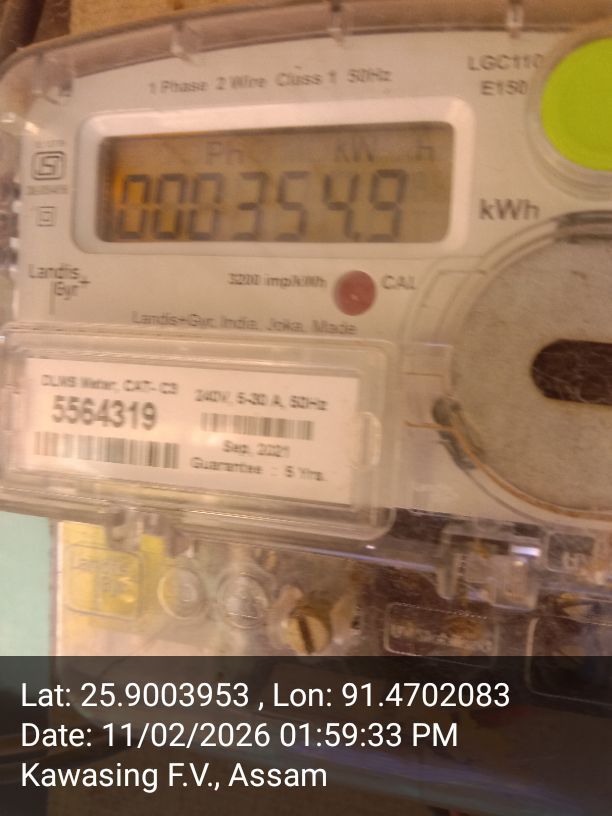 LGC110
E150
1 Phase 2 Wire Class 1 50Hz
Ph kW h
000354.9
kWh
Landis
Gyr+
3200 imp/kWh
CAL
Landis+Gyr, India, Joka, Made
DLMS Meter, CAT- C3
240V, 5-30 A, 50Hz
5564319
Sep, 2021
Guarantee : 5 Yrs.
Lat: 25.9003953 , Lon: 91.4702083
Date: 11/02/2026 01:59:33 PM
Kawasing F.V., Assam